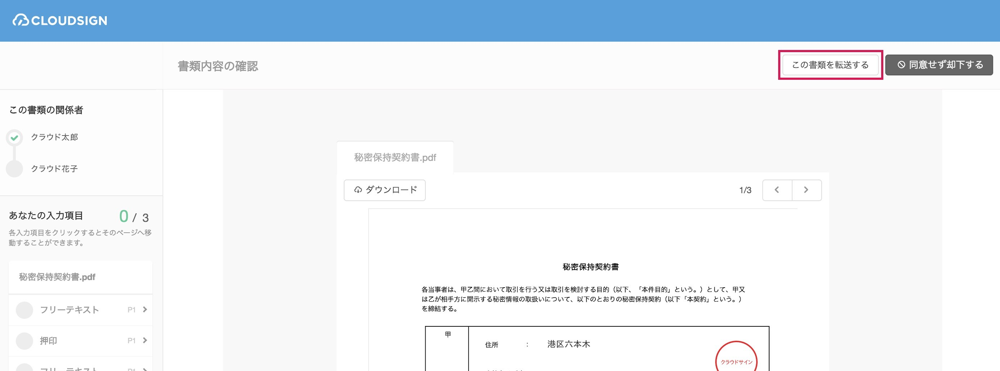 CLOUDSIGN
書類内容の確認
この書類を転送する
同意せず却下する
この書類の関係者
クラウド太郎
クラウド花子
あなたの入力項目
0 / 3
各入力項目をクリックするとそのページへ移
動することができます。
秘密保持契約書.pdf
フリーテキスト P1
押印 P1
フリーテキスト P1
秘密保持契約書.pdf
ダウンロード
1/3
秘密保持契約書
各当事者は、甲乙間において取引を行う又は取引を検討する目的（以下、「本件目的」という。）として、甲又
は乙が相手方に開示する秘密情報の取扱いについて、以下のとおりの秘密保持契約（以下「本契約」という。）
を締結する。
甲
住所 : 港区六本木
クラウドサイン